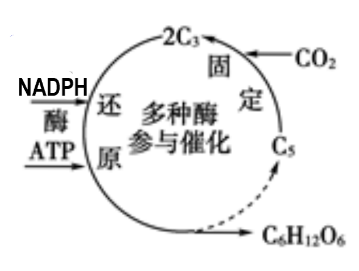 2C₃
固
定
CO₂
NADPH
酶
ATP
还
原
多种酶
参与催化
C₅
C₆H₁₂O₆